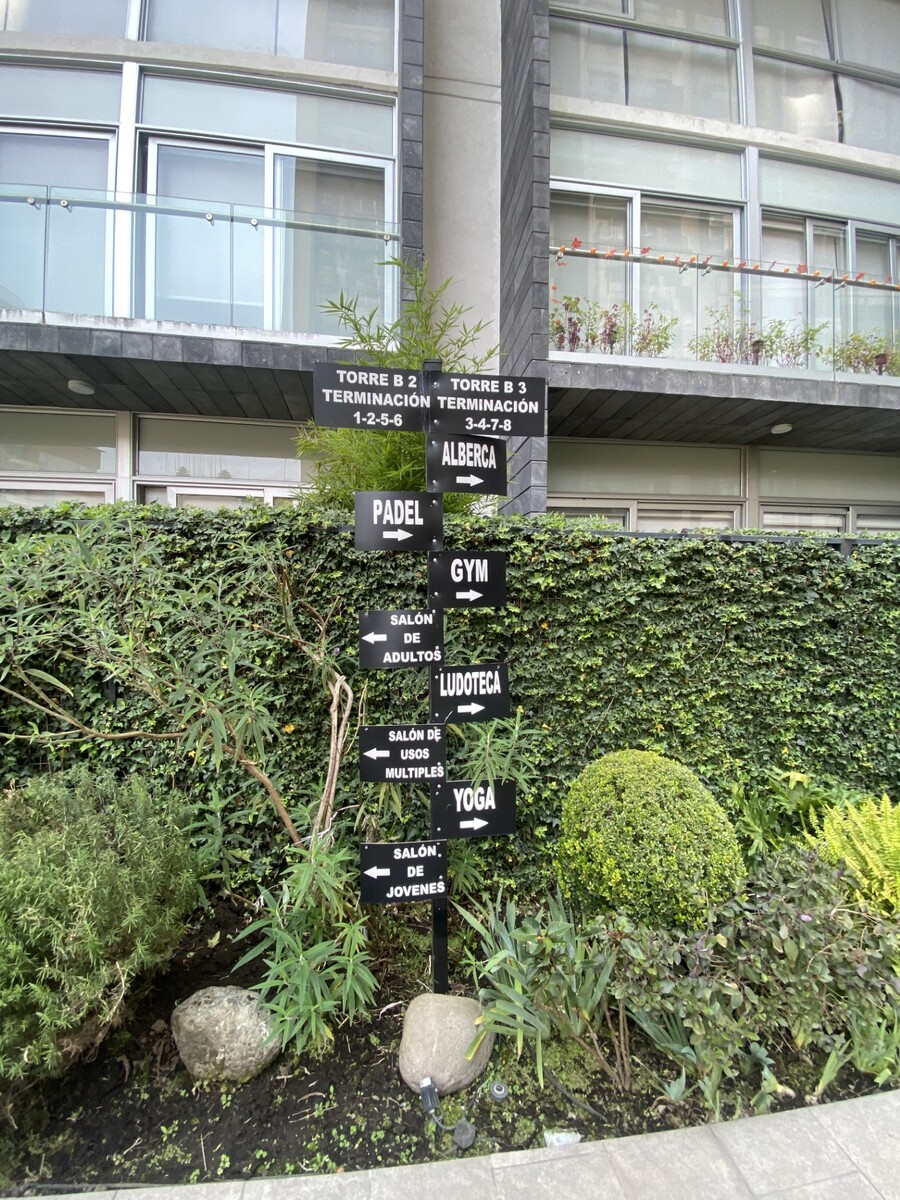 TORRE B 2
TERMINACIÓN
1-2-5-6
TORRE B 3
TERMINACIÓN
3-4-7-8
ALBERCA
PADEL
GYM
SALÓN
DE
ADULTOS
LUDOTECA
SALÓN DE
USOS
MULTIPLES
YOGA
SALÓN
DE
JOVENES